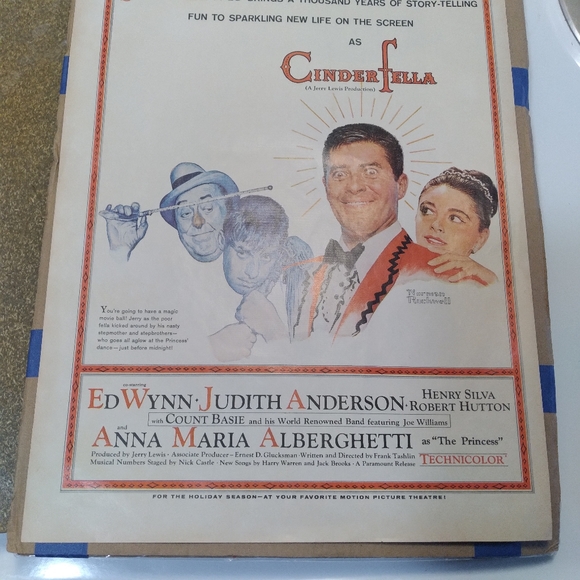 BRINGS A THOUSAND YEARS OF STORY-TELLING
FUN TO SPARKLING NEW LIFE ON THE SCREEN
AS
CINDERFELLA
(A Jerry Lewis Production)
Norman
Rockwell
You're going to have a magic
movie ball! Jerry as the poor
fella kicked around by his nasty
stepmother and stepbrothers—
who goes all aglow at the Princess'
dance—just before midnight!
co-starring
ED WYNN · JUDITH ANDERSON · HENRY SILVA
ROBERT HUTTON
with COUNT BASIE and his World Renowned Band featuring Joe Williams
and
ANNA MARIA ALBERGHETTI as "The Princess"
Produced by Jerry Lewis · Associate Producer—Ernest D. Glucksman · Written and Directed by Frank Tashlin
Musical Numbers Staged by Nick Castle · New Songs by Harry Warren and Jack Brooks · A Paramount Release
TECHNICOLOR
FOR THE HOLIDAY SEASON—AT YOUR FAVORITE MOTION PICTURE THEATRE!